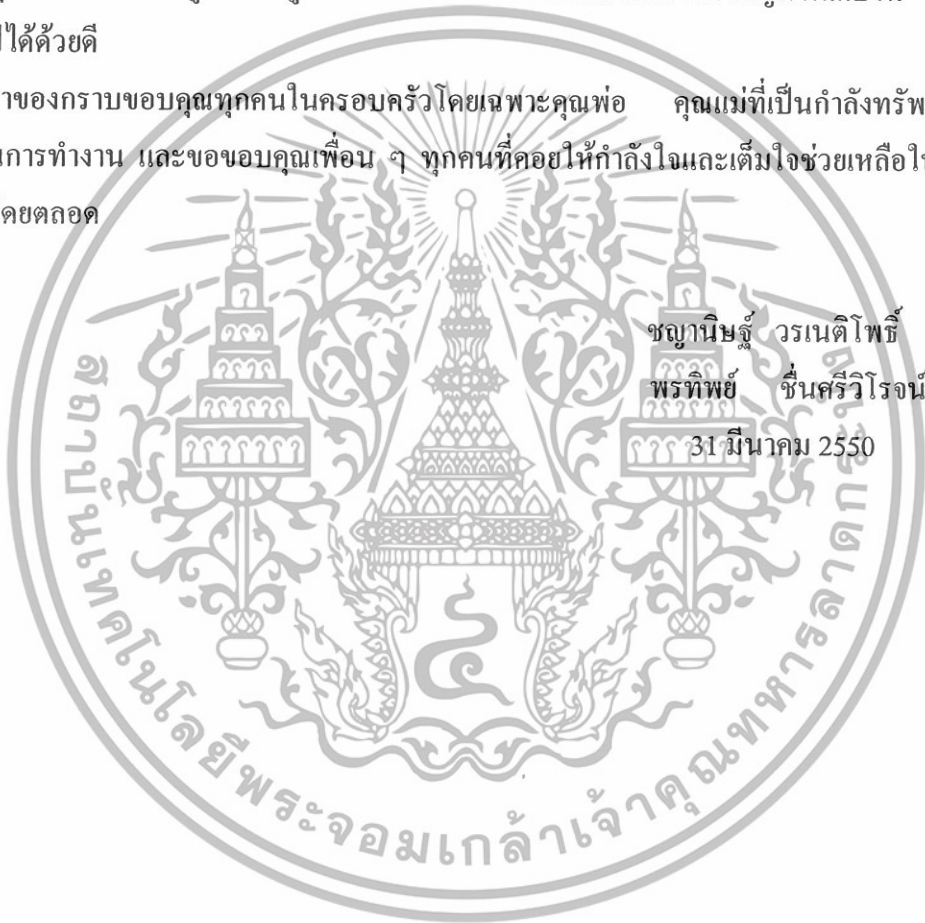 ได้ด้วยดี
าของกราบขอบคุณทุกคนในครอบครัวโดยเฉพาะคุณพ่อ คุณแม่ที่เป็นกำลังทรัพ
นการทำงาน และขอขอบคุณเพื่อน ๆ ทุกคนที่คอยให้กำลังใจและเต็มใจช่วยเหลือใ
ดยตลอด
ชญานิษฐ์ วรเนติโพธิ์
พรทิพย์ ชื่นศรีวิโรจน์
31 มีนาคม 2550
สถาบันเทคโนโลยีพระจอมเกล้าเจ้าคุณทหารลาดกระบัง